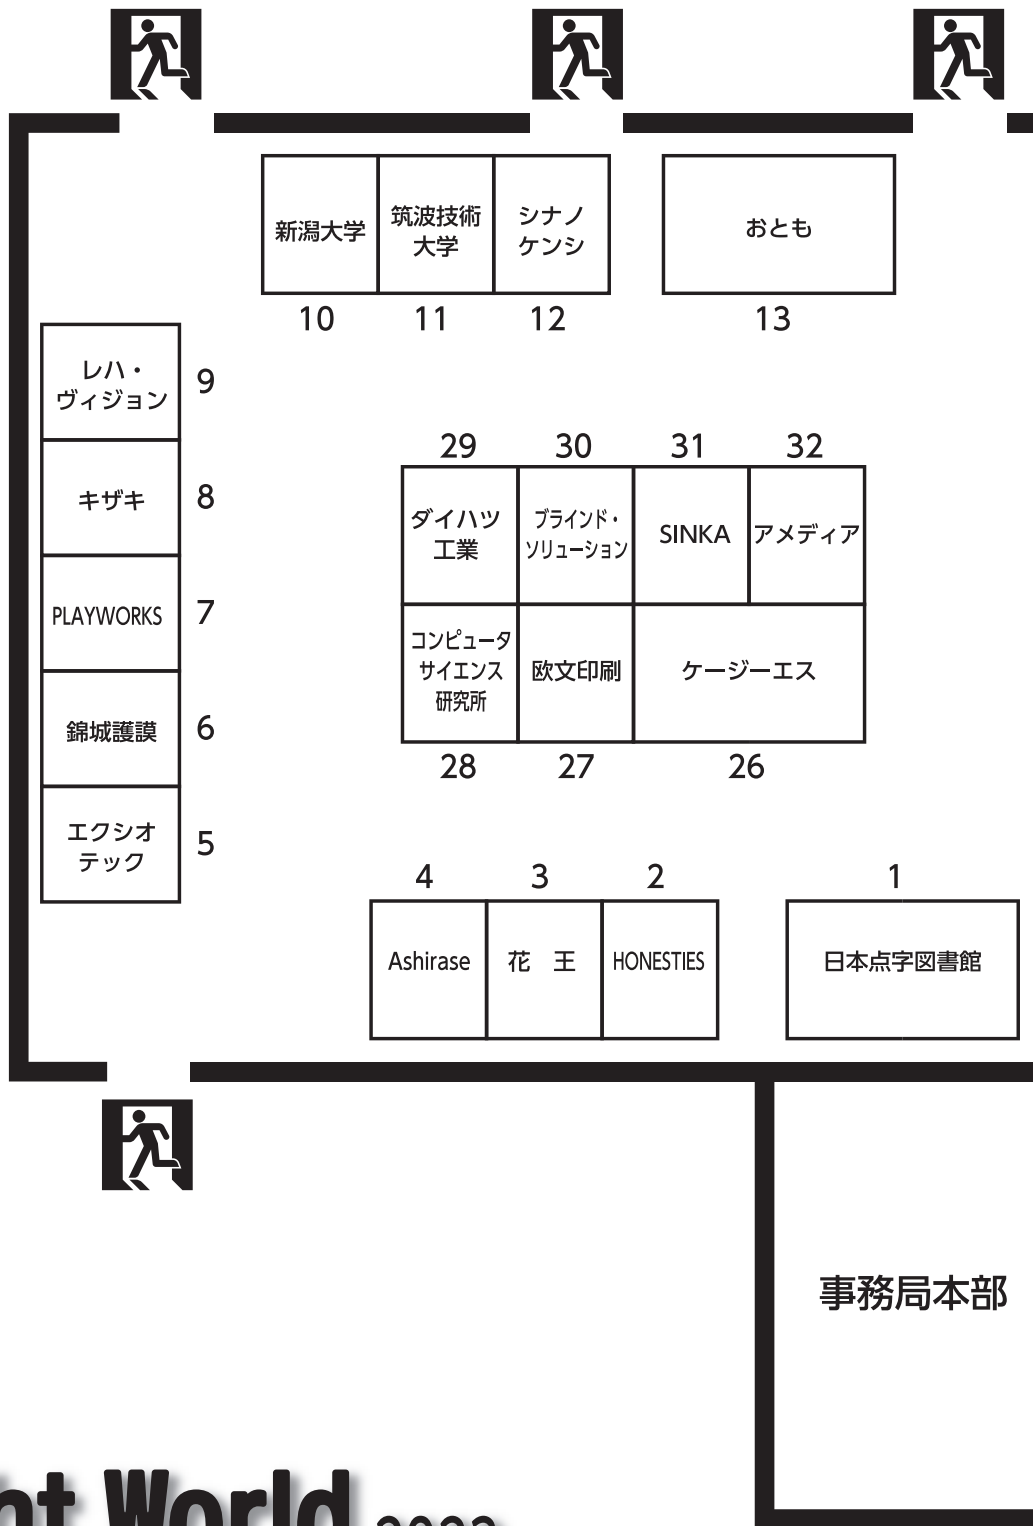 新潟大学
筑波技術
大学
シナノ
ケンシ
おとも
10
11
12
13
レハ・
ヴィジョン
9
キザキ
8
PLAYWORKS
7
錦城護膜
6
エクシオ
テック
5
29
30
31
32
ダイハツ
工業
ブラインド・
ソリューション
SINKA
アメディア
コンピュータ
サイエンス
研究所
欧文印刷
ケージーエス
28
27
26
4
3
2
1
Ashirase
花　王
HONESTIES
日本点字図書館
事務局本部
ht World